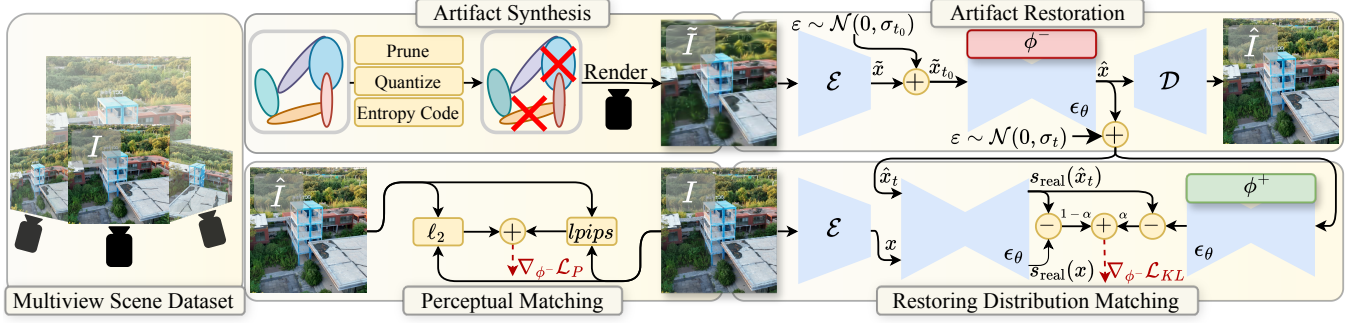 Artifact Synthesis
Artifact Restoration
Prune
Quantize
Entropy Code
Render
Ĩ
ε ∼ N(0, σ_{t_0})
ℰ
x̃
+
x̃_{t_0}
ϕ⁻
ϵ_θ
x̂
𝒟
Î
ε ∼ N(0, σ_t)
+
I
Multiview Scene Dataset
Î
ℓ₂
+
lpips
∇_{ϕ⁻} ℒ_P
I
Perceptual Matching
ℰ
x̂_t
x
ϵ_θ
s_real(x̂_t)
s_real(x)
−
1−α
+
α
−
∇_{ϕ⁻} ℒ_{KL}
ϕ⁺
ϵ_θ
Restoring Distribution Matching